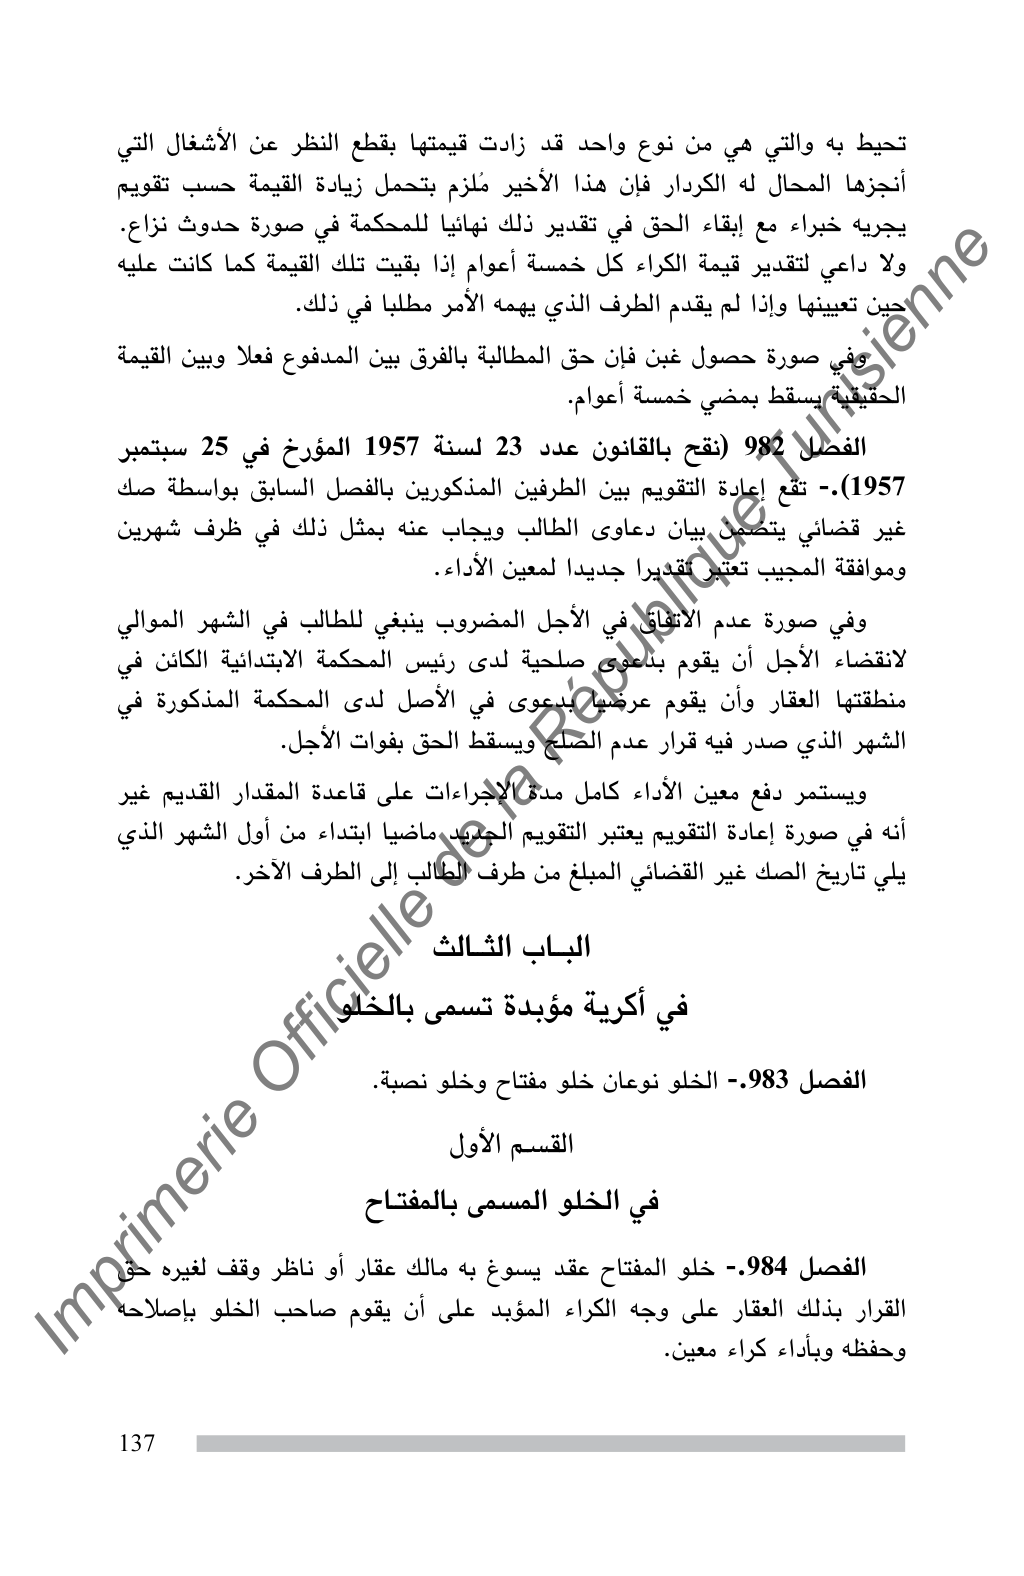 تحيط به والتي هي من نوع واحد قد زادت قيمتها بقطع النظر عن الأشغال التي
أنجزها المحال له الكردار فإن هذا الأخير مُلزم بتحمل زيادة القيمة حسب تقويم
يجريه خبراء مع إبقاء الحق في تقدير ذلك نهائيا للمحكمة في صورة حدوث نزاع.
ولا داعي لتقدير قيمة الكراء كل خمسة أعوام إذا بقيت تلك القيمة كما كانت عليه
حين تعيينها وإذا لم يقدم الطرف الذي يهمه الأمر مطلبا في ذلك.
وفي صورة حصول غبن فإن حق المطالبة بالفرق بين المدفوع فعلا وبين القيمة
الحقيقية يسقط بمضي خمسة أعوام.
الفصل 982 (نقح بالقانون عدد 23 لسنة 1957 المؤرخ في 25 سبتمبر
1957).- تقع إعادة التقويم بين الطرفين المذكورين بالفصل السابق بواسطة صك
غير قضائي يتضمن بيان دعاوى الطالب ويجاب عنه بمثل ذلك في ظرف شهرين
وموافقة المجيب تعتبر تقديرا جديدا لمعين الأداء.
وفي صورة عدم الاتفاق في الأجل المضروب ينبغي للطالب في الشهر الموالي
لانقضاء الأجل أن يقوم بدعوى صلحية لدى رئيس المحكمة الابتدائية الكائن في
منطقتها العقار وأن يقوم عرضيا بدعوى في الأصل لدى المحكمة المذكورة في
الشهر الذي صدر فيه قرار عدم الصلح ويسقط الحق بفوات الأجل.
ويستمر دفع معين الأداء كامل مدة الإجراءات على قاعدة المقدار القديم غير
أنه في صورة إعادة التقويم يعتبر التقويم الجديد ماضيا ابتداء من أول الشهر الذي
يلي تاريخ الصك غير القضائي المبلغ من طرف الطالب إلى الطرف الآخر.
البـاب الثـالث
في أكرية مؤبدة تسمى بالخلو
الفصل 983.- الخلو نوعان خلو مفتاح وخلو نصبة.
القسـم الأول
في الخلو المسمى بالمفتـاح
الفصل 984.- خلو المفتاح عقد يسوغ به مالك عقار أو ناظر وقف لغيره حق
القرار بذلك العقار على وجه الكراء المؤبد على أن يقوم صاحب الخلو بإصلاحه
وحفظه وبأداء كراء معين.
137
Imprimerie Officielle de la République Tunisienne